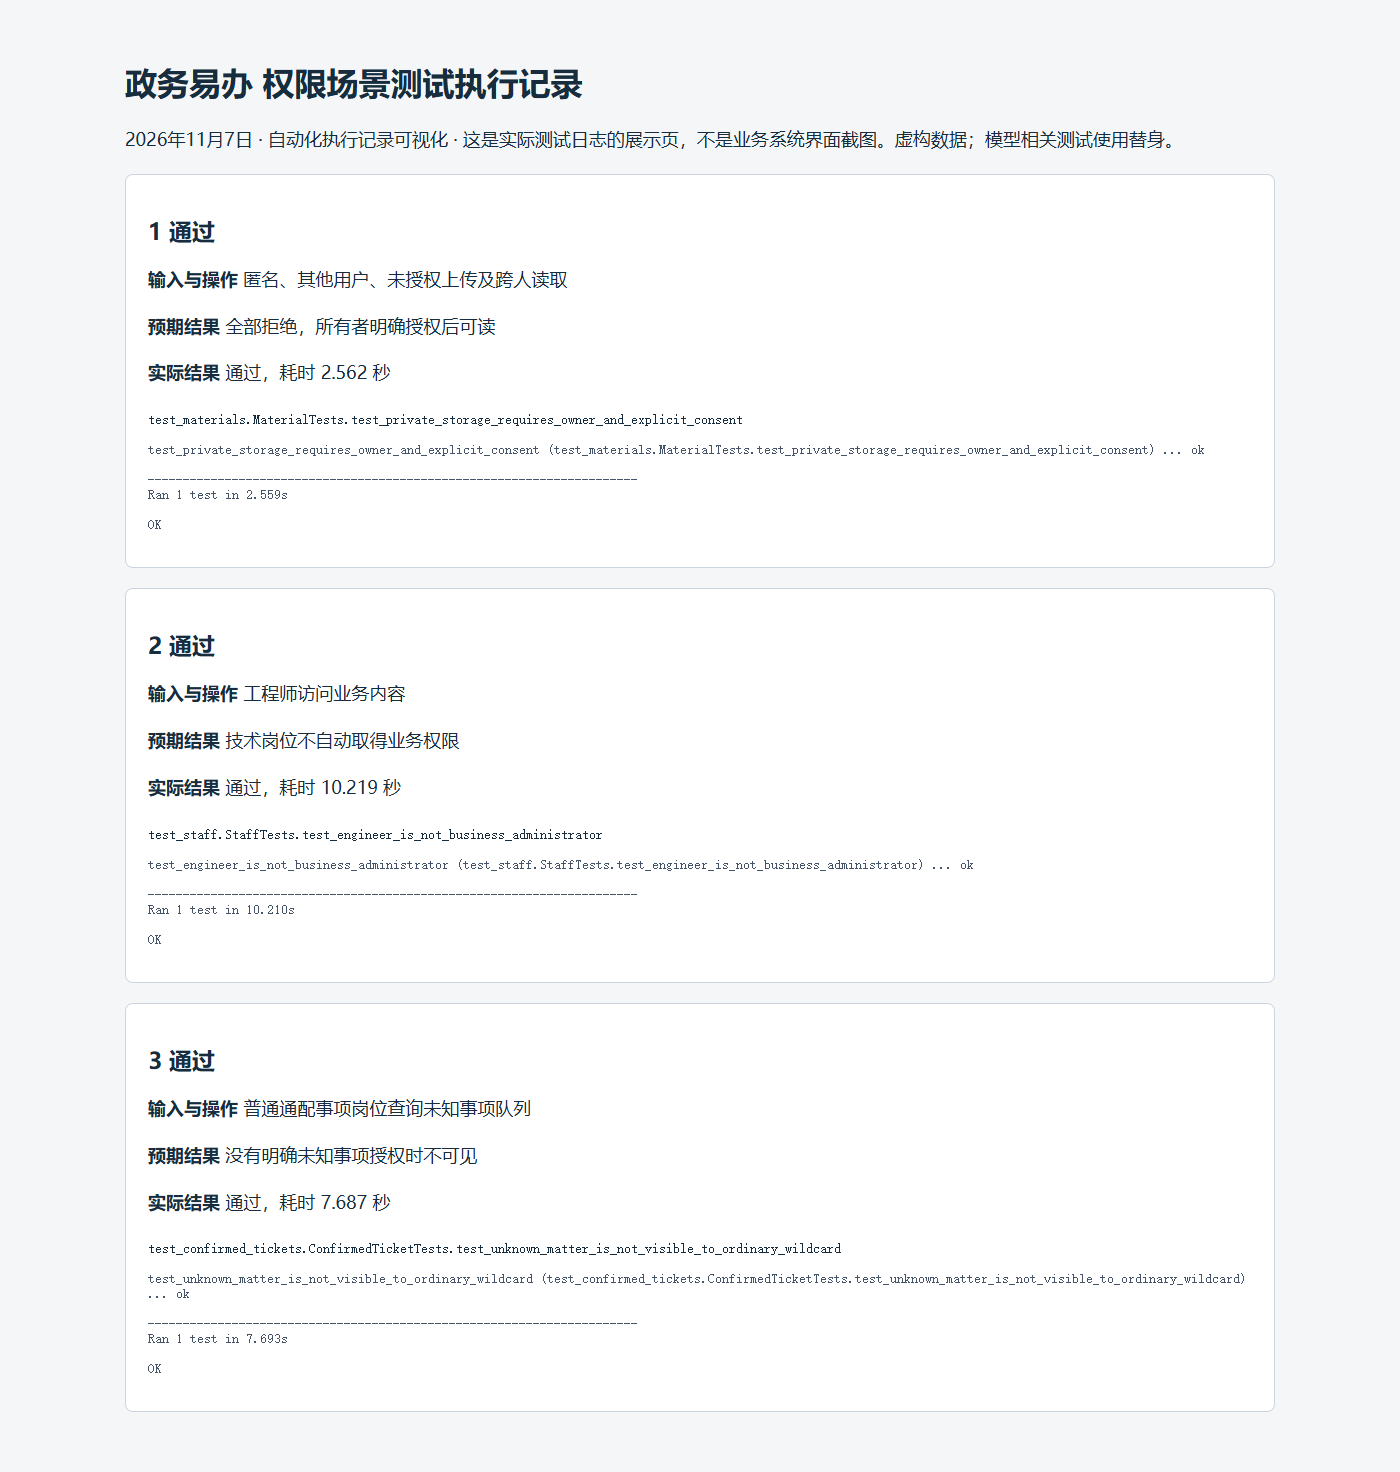 政务易办 权限场景测试执行记录
2026年11月7日 · 自动化执行记录可视化 · 这是实际测试日志的展示页，不是业务系统界面截图。虚构数据；模型相关测试使用替身。
1 通过
输入与操作 匿名、其他用户、未授权上传及跨人读取
预期结果 全部拒绝，所有者明确授权后可读
实际结果 通过，耗时 2.562 秒
test_materials.MaterialTests.test_private_storage_requires_owner_and_explicit_consent
test_private_storage_requires_owner_and_explicit_consent (test_materials.MaterialTests.test_private_storage_requires_owner_and_explicit_consent) ... ok
----------------------------------------------------------------------
Ran 1 test in 2.559s
OK
2 通过
输入与操作 工程师访问业务内容
预期结果 技术岗位不自动取得业务权限
实际结果 通过，耗时 10.219 秒
test_staff.StaffTests.test_engineer_is_not_business_administrator
test_engineer_is_not_business_administrator (test_staff.StaffTests.test_engineer_is_not_business_administrator) ... ok
----------------------------------------------------------------------
Ran 1 test in 10.210s
OK
3 通过
输入与操作 普通通配事项岗位查询未知事项队列
预期结果 没有明确未知事项授权时不可见
实际结果 通过，耗时 7.687 秒
test_confirmed_tickets.ConfirmedTicketTests.test_unknown_matter_is_not_visible_to_ordinary_wildcard
test_unknown_matter_is_not_visible_to_ordinary_wildcard (test_confirmed_tickets.ConfirmedTicketTests.test_unknown_matter_is_not_visible_to_ordinary_wildcard)
... ok
----------------------------------------------------------------------
Ran 1 test in 7.693s
OK